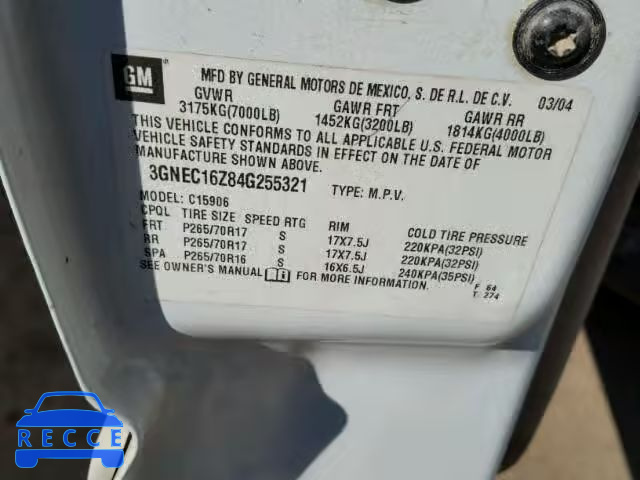 GM
MFD BY GENERAL MOTORS DE MEXICO, S. DE R.L. DE C.V. 03/04
GVWR GAWR FRT GAWR RR
3175KG(7000LB) 1452KG(3200LB) 1814KG(4000LB)
THIS VEHICLE CONFORMS TO ALL APPLICABLE U.S. FEDERAL MOTOR
VEHICLE SAFETY STANDARDS IN EFFECT ON THE DATE OF
MANUFACTURE SHOWN ABOVE.
3GNEC16Z84G255321 TYPE: M.P.V.
MODEL: C15906
CPQL TIRE SIZE SPEED RTG RIM COLD TIRE PRESSURE
FRT P265/70R17 S 17X7.5J 220KPA(32PSI)
RR P265/70R17 S 17X7.5J 220KPA(32PSI)
SPA P265/70R16 S 16X6.5J 240KPA(35PSI)
SEE OWNER'S MANUAL FOR MORE INFORMATION.
F 64
T 274
RECCE